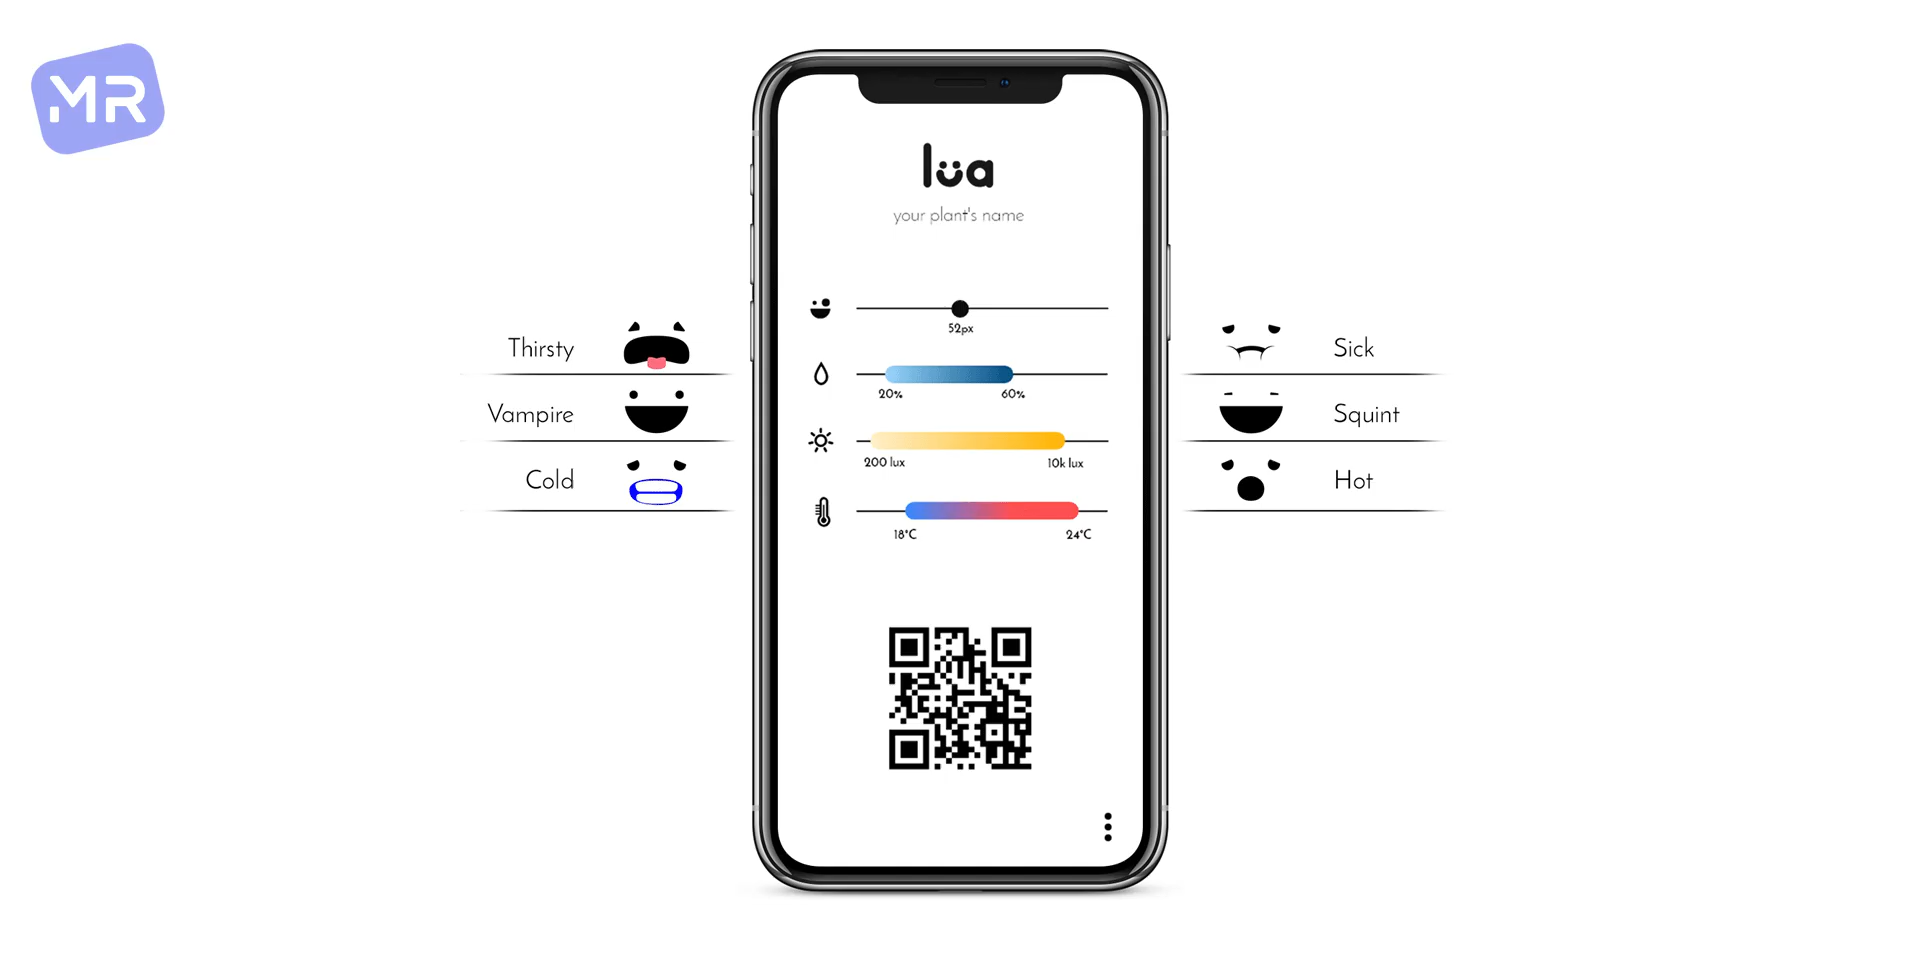 MR
lüa
your plant's name
52px
Thirsty
Sick
20% 60%
Vampire
Squint
200 lux 10k lux
Cold
Hot
18°C 24°C